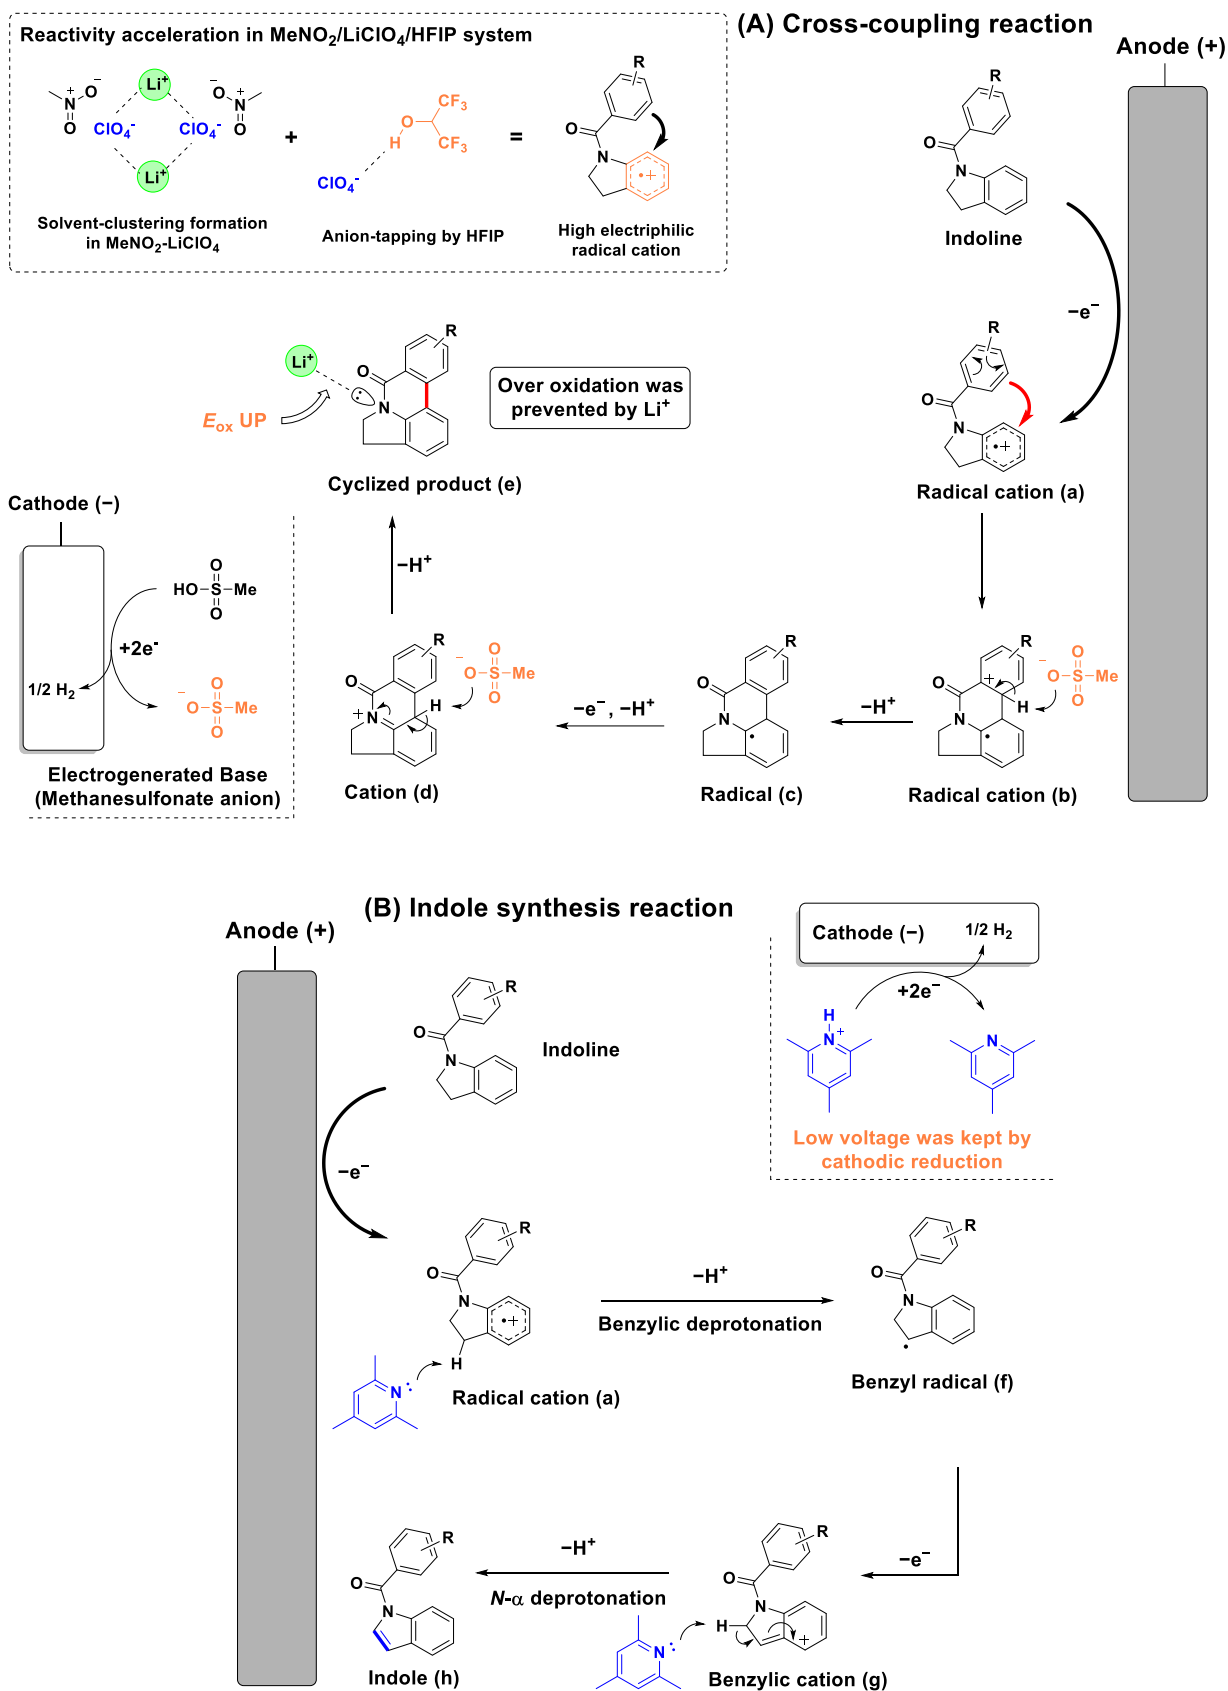 (A) Cross-coupling reaction
Reactivity acceleration in MeNO2/LiClO4/HFIP system
Anode (+)
Li+
N+
O−
O
ClO4-
−O
N+
O
ClO4-
Li+
+
O
H
CF3
CF3
ClO4-
=
R
O
N
•+
Solvent-clustering formation
in MeNO2-LiClO4
Anion-tapping by HFIP
High electriphilic
radical cation
R
O
N
Indoline
−e−
R
O
N
•+
Radical cation (a)
Li+
Eox UP
R
O
N
Cyclized product (e)
Over oxidation was
prevented by Li+
Cathode (−)
HO−S−Me
O
O
+2e-
1/2 H2
−O−S−Me
O
O
Electrogenerated Base
(Methanesulfonate anion)
−H+
R
O
N
+
H
−O−S−Me
O
O
Cation (d)
−e−, −H+
R
O
N
•
Radical (c)
−H+
R
O
N
+
H
•
−O−S−Me
O
O
Radical cation (b)
(B) Indole synthesis reaction
Anode (+)
Cathode (−)
1/2 H2
+2e−
H
N+
N
Low voltage was kept by
cathodic reduction
R
O
N
Indoline
−e−
R
O
N
•+
H
N
Radical cation (a)
−H+
Benzylic deprotonation
R
O
N
•
Benzyl radical (f)
−e−
R
O
N
H
+
N
Benzylic cation (g)
−H+
N-α deprotonation
R
O
N
Indole (h)